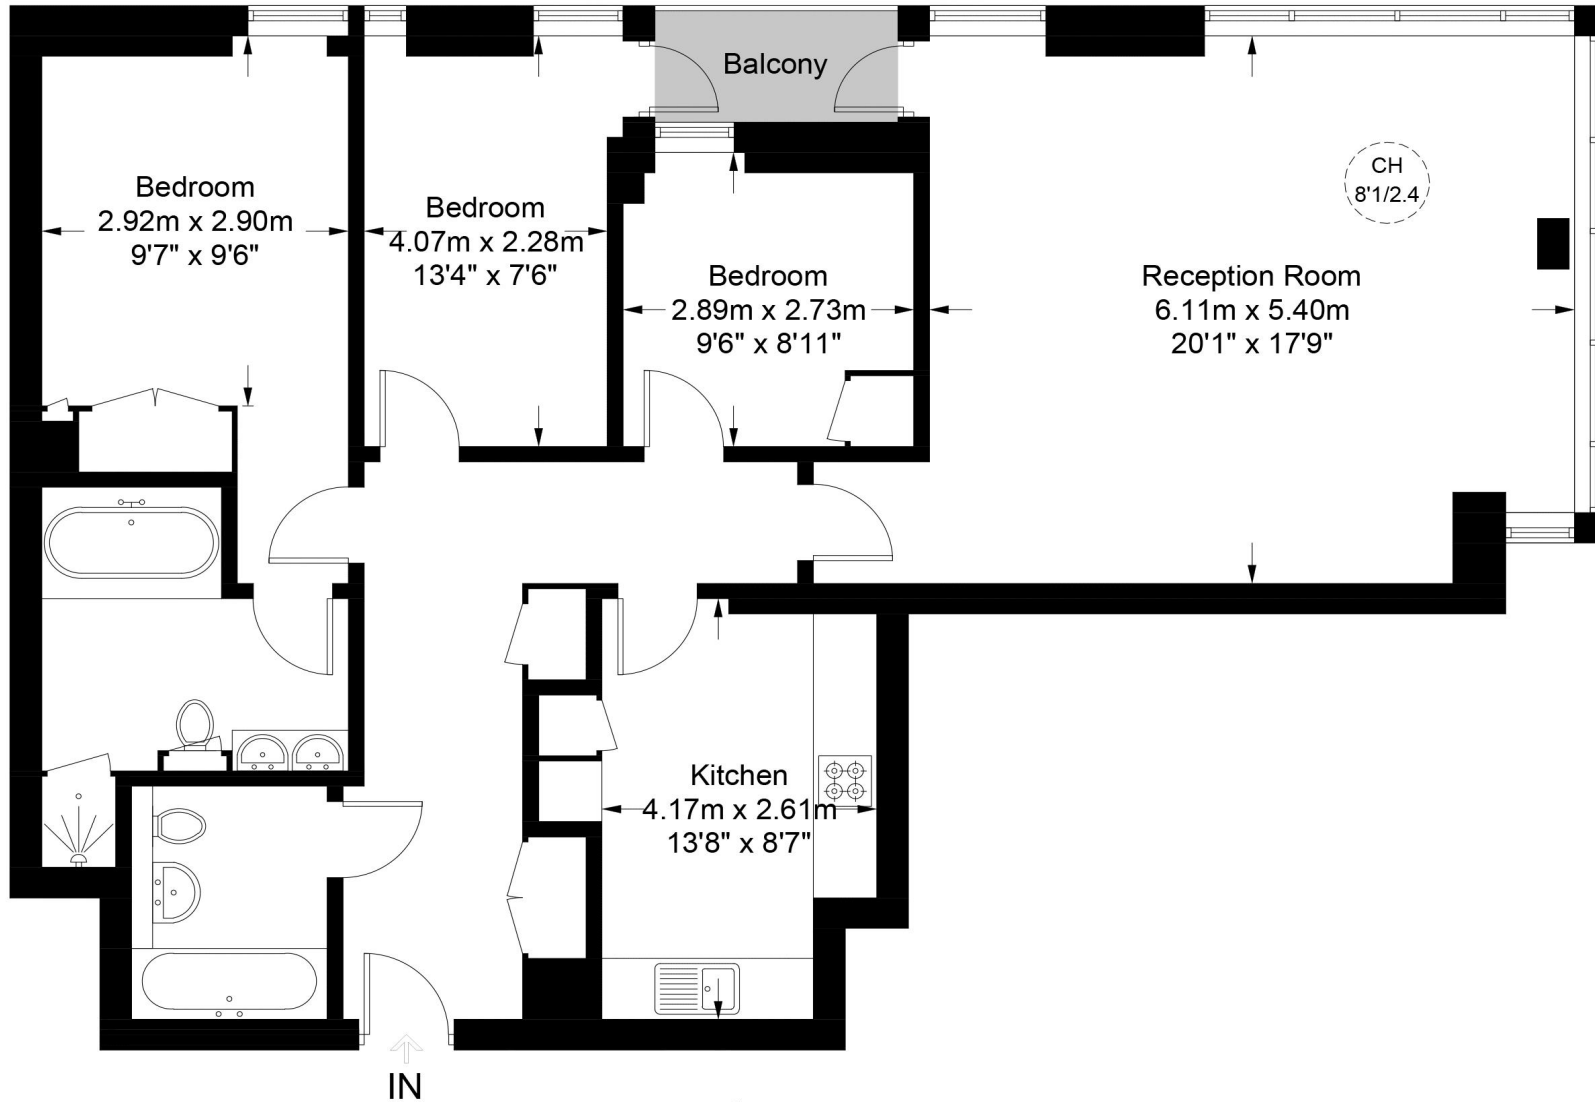 Balcony
Bedroom
2.92m x 2.90m
9'7" x 9'6"
Bedroom
4.07m x 2.28m
13'4" x 7'6"
Bedroom
2.89m x 2.73m
9'6" x 8'11"
CH
8'1/2.4
Reception Room
6.11m x 5.40m
20'1" x 17'9"
Kitchen
4.17m x 2.61m
13'8" x 8'7"
IN